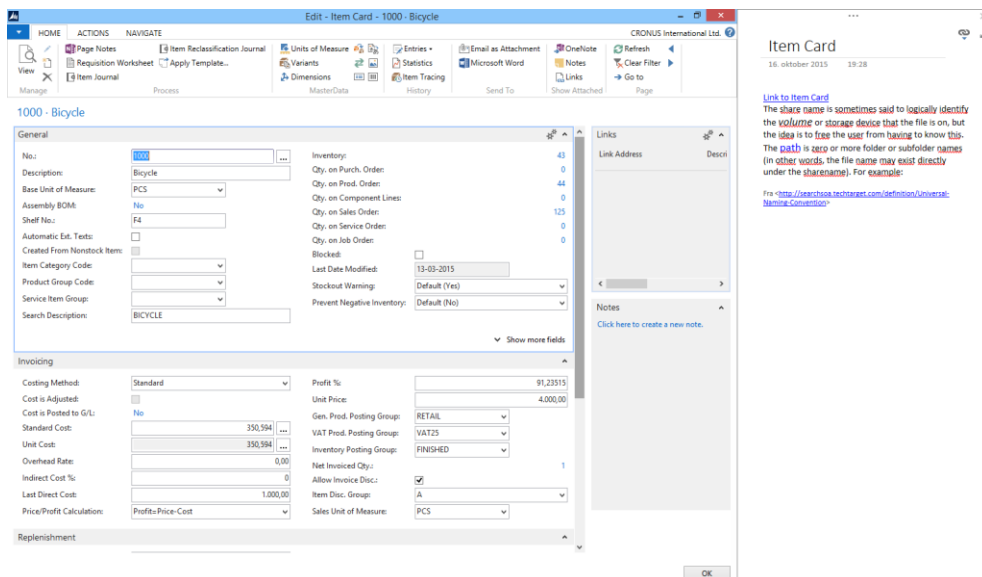 Edit - Item Card - 1000 · Bicycle
HOME ACTIONS NAVIGATE
CRONUS International Ltd.
View
Manage
Page Notes
Requisition Worksheet
Item Journal
Item Reclassification Journal
Apply Template...
Process
Units of Measure
Variants
Dimensions
MasterData
Entries
Statistics
Item Tracing
History
Email as Attachment
Microsoft Word
Send To
OneNote
Notes
Links
Show Attached
Refresh
Clear Filter
Go to
Page
1000 · Bicycle
General
No.: 1000 ...
Description: Bicycle
Base Unit of Measure: PCS
Assembly BOM: No
Shelf No.: F4
Automatic Ext. Texts:
Created From Nonstock Item:
Item Category Code:
Product Group Code:
Service Item Group:
Search Description: BICYCLE
Inventory: 43
Qty. on Purch. Order: 0
Qty. on Prod. Order: 44
Qty. on Component Lines: 0
Qty. on Sales Order: 125
Qty. on Service Order: 0
Qty. on Job Order: 0
Blocked:
Last Date Modified: 13-03-2015
Stockout Warning: Default (Yes)
Prevent Negative Inventory: Default (No)
Show more fields
Invoicing
Costing Method: Standard
Cost is Adjusted:
Cost is Posted to G/L: No
Standard Cost: 350,594 ...
Unit Cost: 350,594 ...
Overhead Rate: 0,00
Indirect Cost %: 0
Last Direct Cost: 1.000,00
Price/Profit Calculation: Profit=Price-Cost
Profit %: 91,23515
Unit Price: 4.000,00
Gen. Prod. Posting Group: RETAIL
VAT Prod. Posting Group: VAT25
Inventory Posting Group: FINISHED
Net Invoiced Qty.: 1
Allow Invoice Disc.:
Item Disc. Group: A
Sales Unit of Measure: PCS
Replenishment
Links
Link Address Descri
Notes
Click here to create a new note.
OK
Item Card
16. oktober 2015 19:28
Link to Item Card
The share name is sometimes said to logically identify
the volume or storage device that the file is on, but
the idea is to free the user from having to know this.
The path is zero or more folder or subfolder names
(in other words, the file name may exist directly
under the sharename). For example:
Fra <http://searchsoa.techtarget.com/definition/Universal-
Naming-Convention>